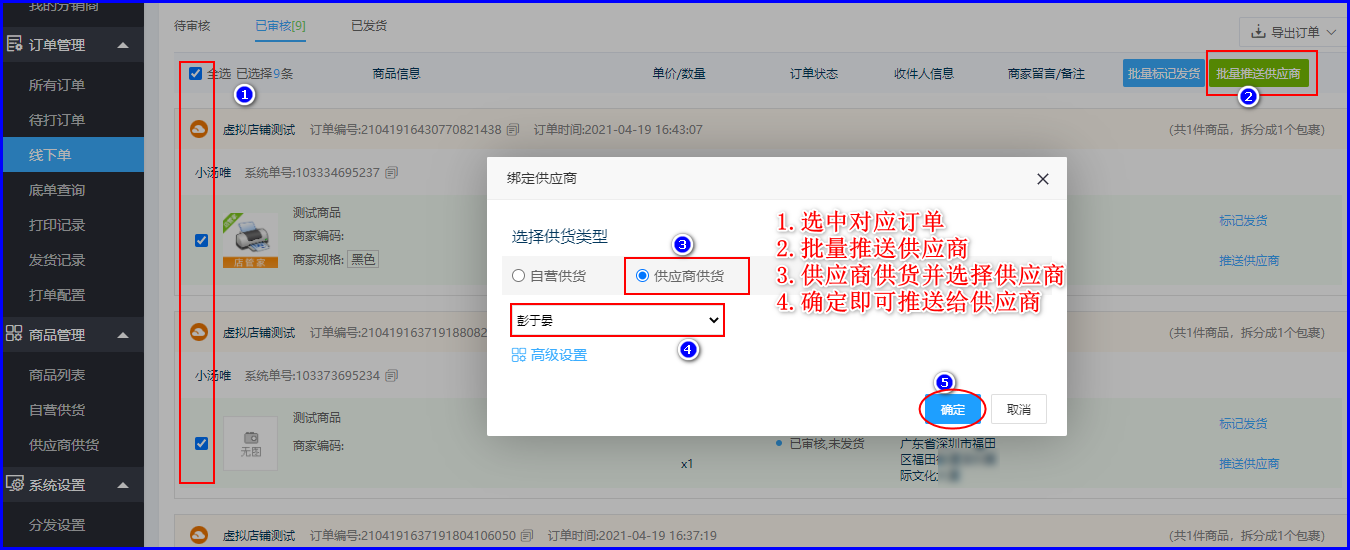 我的分销商
订单管理
所有订单
待打订单
线下单
底单查询
打印记录
发货记录
打单配置
商品管理
商品列表
自营供货
供应商供货
系统设置
分发设置
待审核 已审核[9] 已发货
导出订单
全选 已选择9条 商品信息 单价/数量 订单状态 收件人信息 商家留言/备注 批量标记发货 批量推送供应商
1
2
虚拟店铺测试 订单编号:21041916430770821438 订单时间:2021-04-19 16:43:07 (共1件商品，拆分成1个包裹)
小汤唯 系统单号:103334695237
店管家
测试商品
商家编码:
商家规格: 黑色
标记发货
推送供应商
绑定供应商
选择供货类型
3
自营供货 供应商供货
彭于晏
4
高级设置
5
确定 取消
1. 选中对应订单
2. 批量推送供应商
3. 供应商供货并选择供应商
4. 确定即可推送给供应商
虚拟店铺测试 订单编号:210419163719188082 (共1件商品，拆分成1个包裹)
小汤唯 系统单号:103373695234
无图
测试商品
商家编码:
x1
已审核,未发货
广东省深圳市福田
区福田
际文化
标记发货
推送供应商
虚拟店铺测试 订单编号:21041916371918041​06050 订单时间:2021-04-19 16:37:19 (共1件商品，拆分成1个包裹)